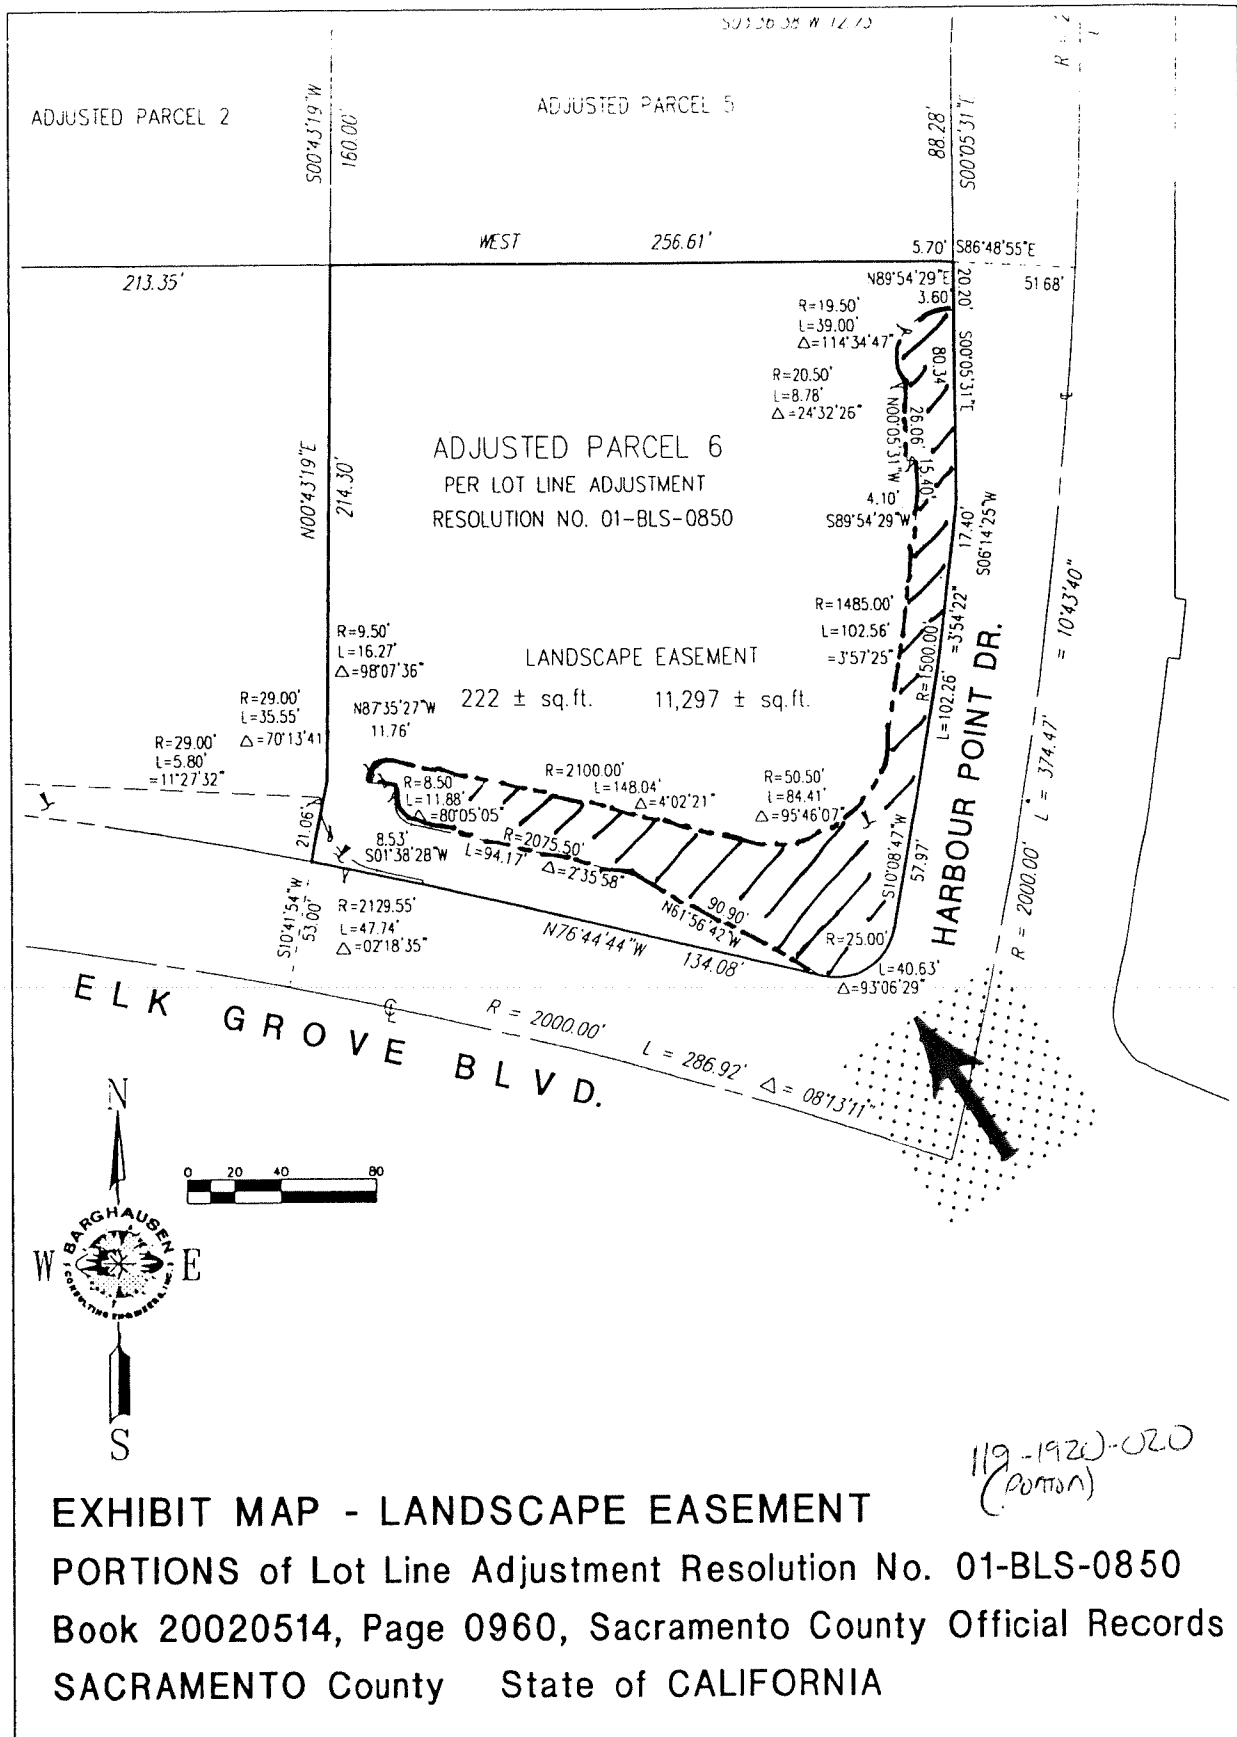 S01°36'38"W 12.75'
ADJUSTED PARCEL 2
S00°43'19"W
160.00'
ADJUSTED PARCEL 5
88.28'
S00°05'31"E
WEST 256.61'
5.70' S86°48'55"E
213.35'
N89°54'29"E
3.60'
20.20'
51.68'
R=19.50'
L=39.00'
Δ=114°34'47"
80.34'
S00°05'31"E
R=20.50'
L=8.78'
Δ=24°32'26"
N00°05'31"W
26.06'
15.40'
4.10'
S89°54'29"W
17.40'
S06°14'25"W
ADJUSTED PARCEL 6
PER LOT LINE ADJUSTMENT
RESOLUTION NO. 01-BLS-0850
N00°43'19"E
214.30'
R=1485.00'
L=102.56'
=3°57'25"
R=1500.00'
L=102.26'
=3°54'22"
R=9.50'
L=16.27'
Δ=98°07'36"
LANDSCAPE EASEMENT
222 ± sq.ft. 11,297 ± sq.ft.
N87°35'27"W
11.76'
R=29.00'
L=35.55'
Δ=70°13'41
R=29.00'
L=5.80'
=11°27'32"
R=8.50'
L=11.88'
Δ=80°05'05"
R=2100.00'
L=148.04'
Δ=4°02'21"
R=50.50'
L=84.41'
Δ=95°46'07"
21.06'
8.53'
S01°38'28"W
R=2075.50'
L=94.17'
Δ=2°35'58"
S10°08'47"W
57.97'
HARBOUR POINT DR.
R = 2000.00' L = 374.47' = 10°43'40"
S10°41'54"W
53.00'
R=2129.55'
L=47.74'
Δ=02°18'35"
90.90'
N61°56'42"W
N76°44'44"W 134.08'
R=25.00'
L=40.63'
Δ=93°06'29"
ELK GROVE BLVD.
R = 2000.00' L = 286.92' Δ = 08°13'11"
N
0 20 40 80
W E
BARGHAUSEN
CONSULTING ENGINEERS, INC.
S
119-1920-020
(PORTION)
EXHIBIT MAP - LANDSCAPE EASEMENT
PORTIONS of Lot Line Adjustment Resolution No. 01-BLS-0850
Book 20020514, Page 0960, Sacramento County Official Records
SACRAMENTO County State of CALIFORNIA